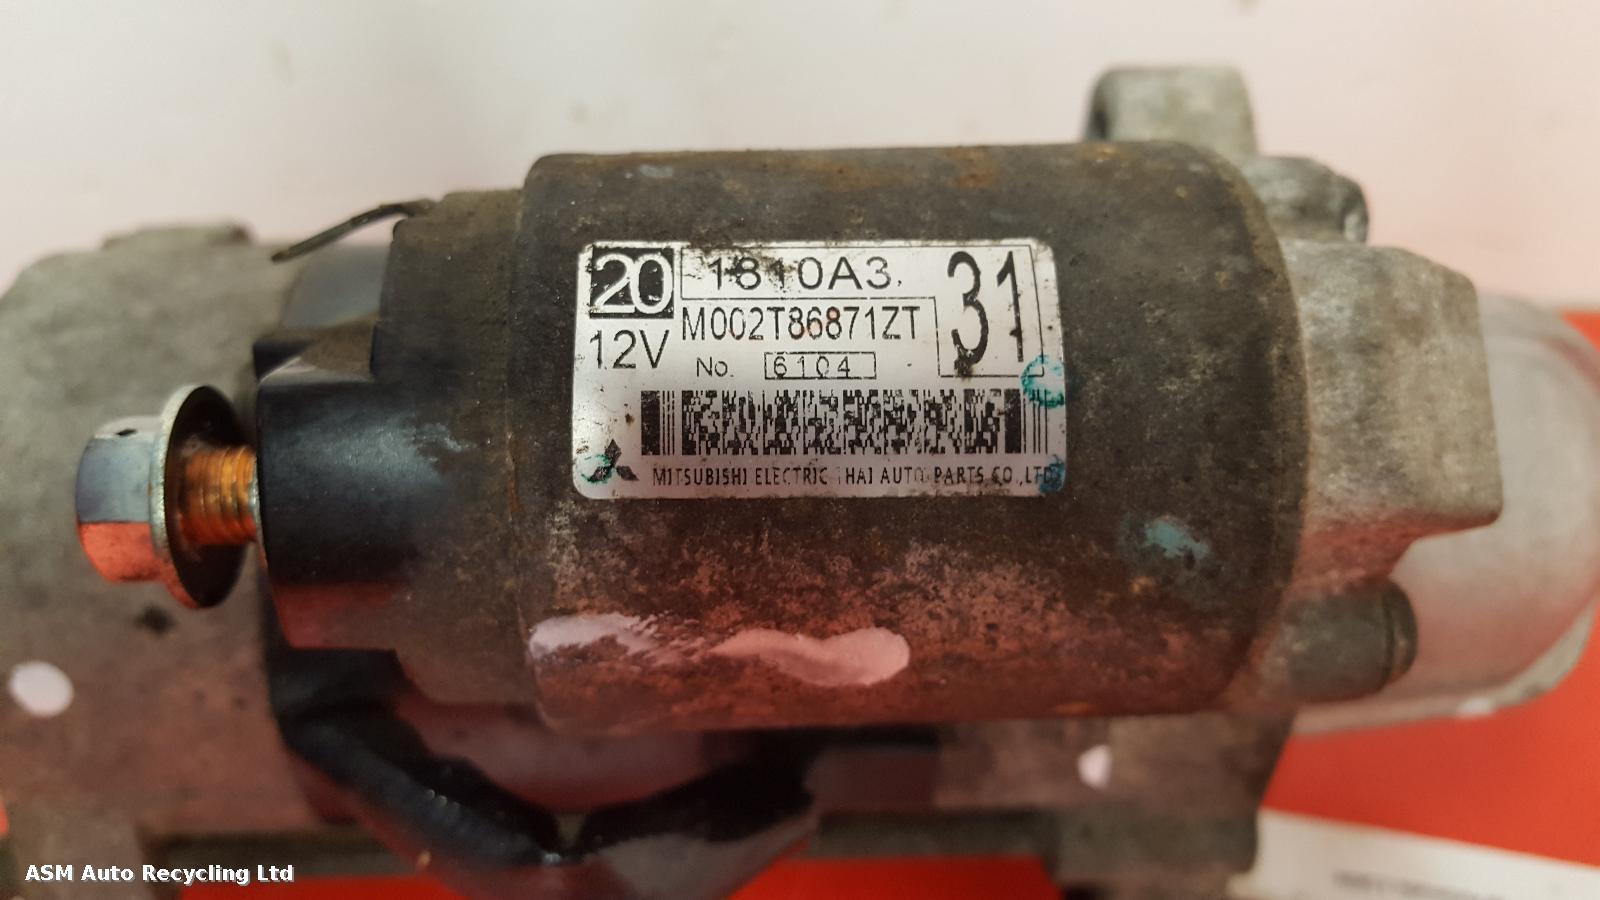 20 1810A3. 31
12V M002T86871ZT
No. 6104
MITSUBISHI ELECTRIC THAI AUTO PARTS CO.,LTD
ASM Auto Recycling Ltd